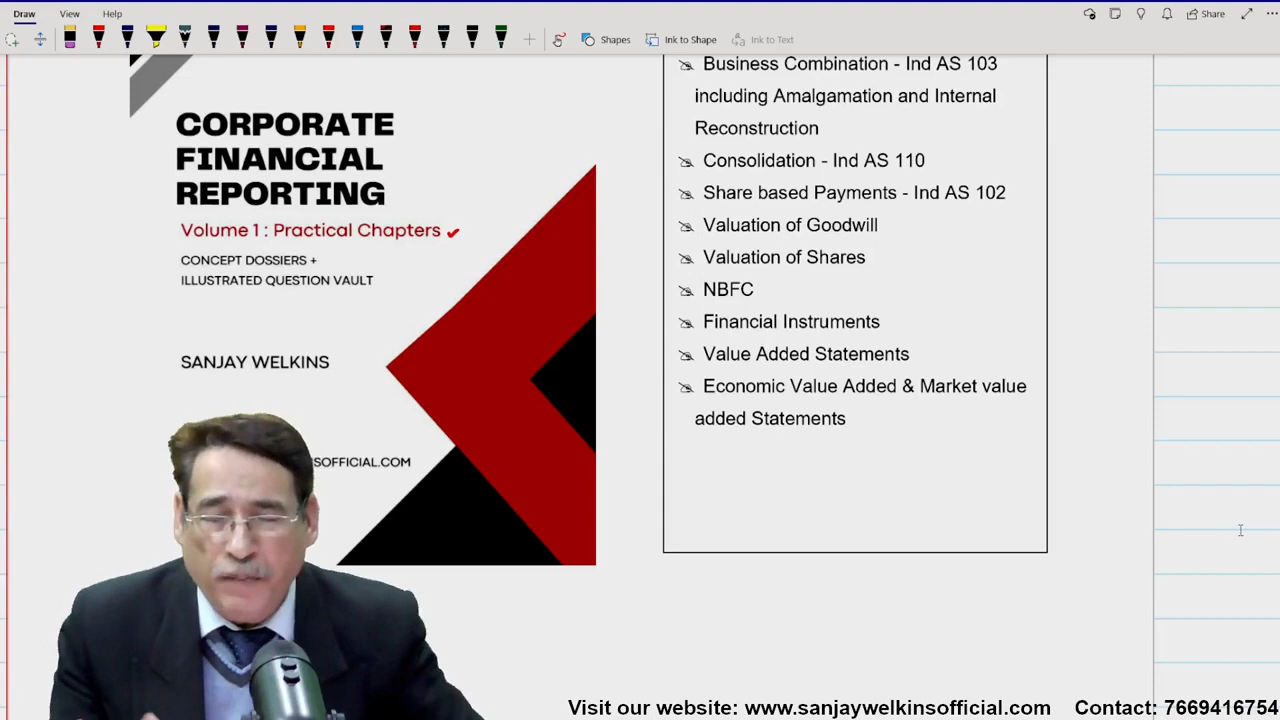 Draw View Help
Share
Shapes Ink to Shape Ink to Text
CORPORATE
FINANCIAL
REPORTING
Volume 1 : Practical Chapters
CONCEPT DOSSIERS +
ILLUSTRATED QUESTION VAULT
SANJAY WELKINS
SOFFICIAL.COM
Business Combination - Ind AS 103
including Amalgamation and Internal
Reconstruction
Consolidation - Ind AS 110
Share based Payments - Ind AS 102
Valuation of Goodwill
Valuation of Shares
NBFC
Financial Instruments
Value Added Statements
Economic Value Added & Market value
added Statements
Visit our website: www.sanjaywelkinsofficial.com Contact: 7669416754